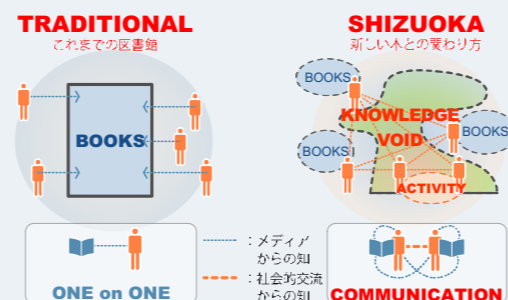 TRADITIONAL
これまでの図書館
BOOKS
ONE on ONE
：メディア
からの知
：社会的交流
からの知
SHIZUOKA
新しい本との関わり方
BOOKS
KNOWLEDGE
VOID
BOOKS
BOOKS
ACTIVITY
COMMUNICATION